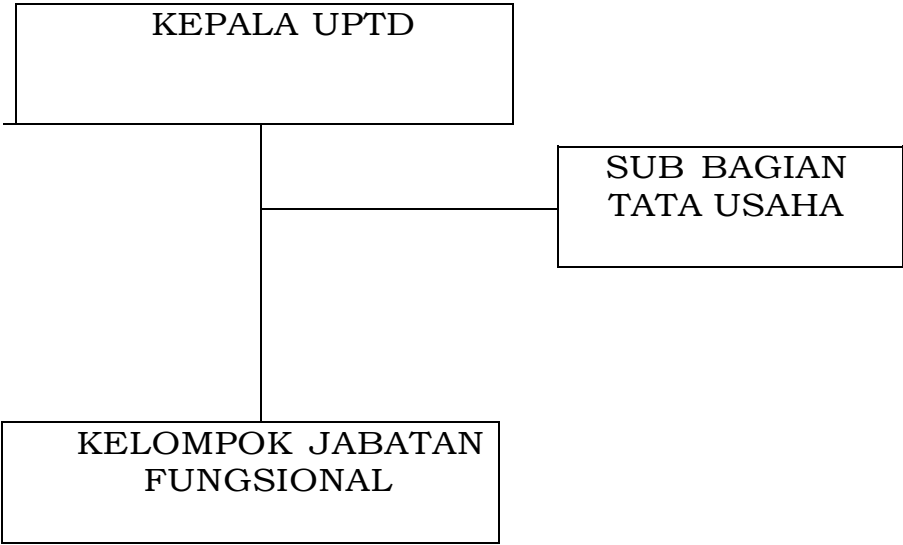 KEPALA UPTD
SUB BAGIAN
TATA USAHA
KELOMPOK JABATAN
FUNGSIONAL